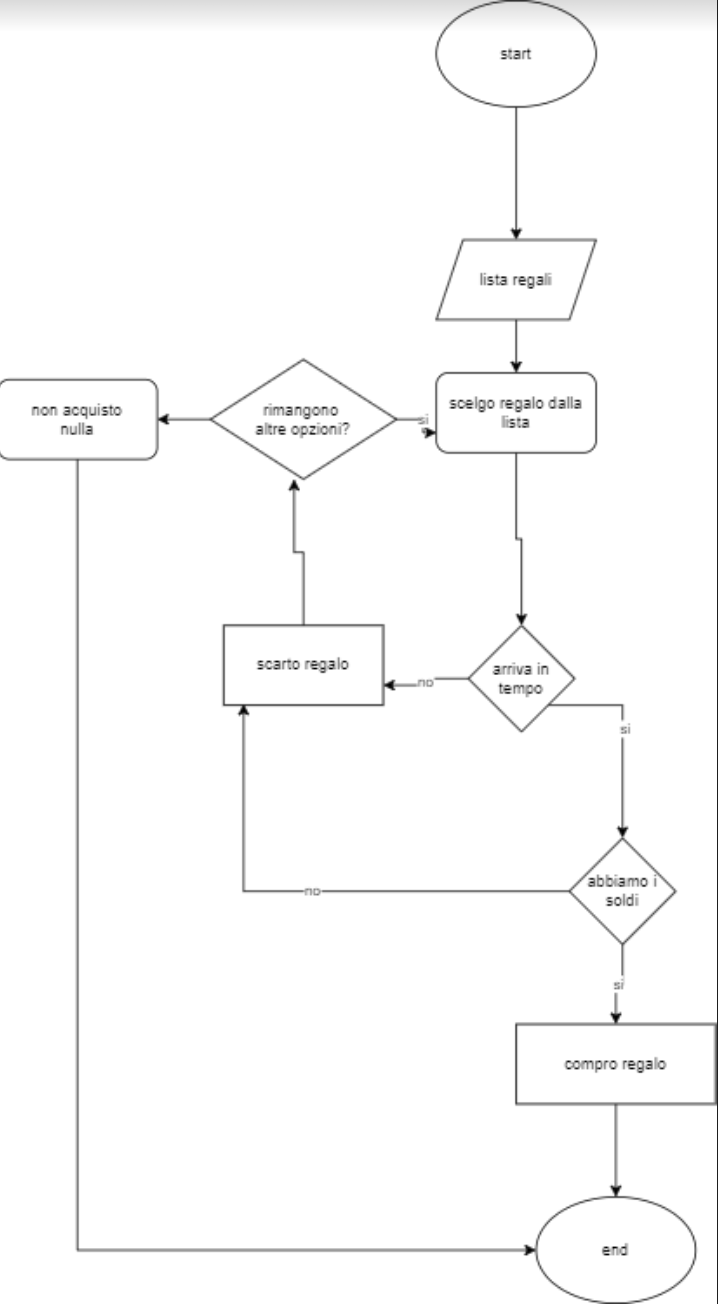 start
lista regali
scelgo regalo dalla
lista
rimangono
altre opzioni?
si
non acquisto
nulla
scarto regalo
no
arriva in
tempo
si
abbiamo i
soldi
no
si
compro regalo
end